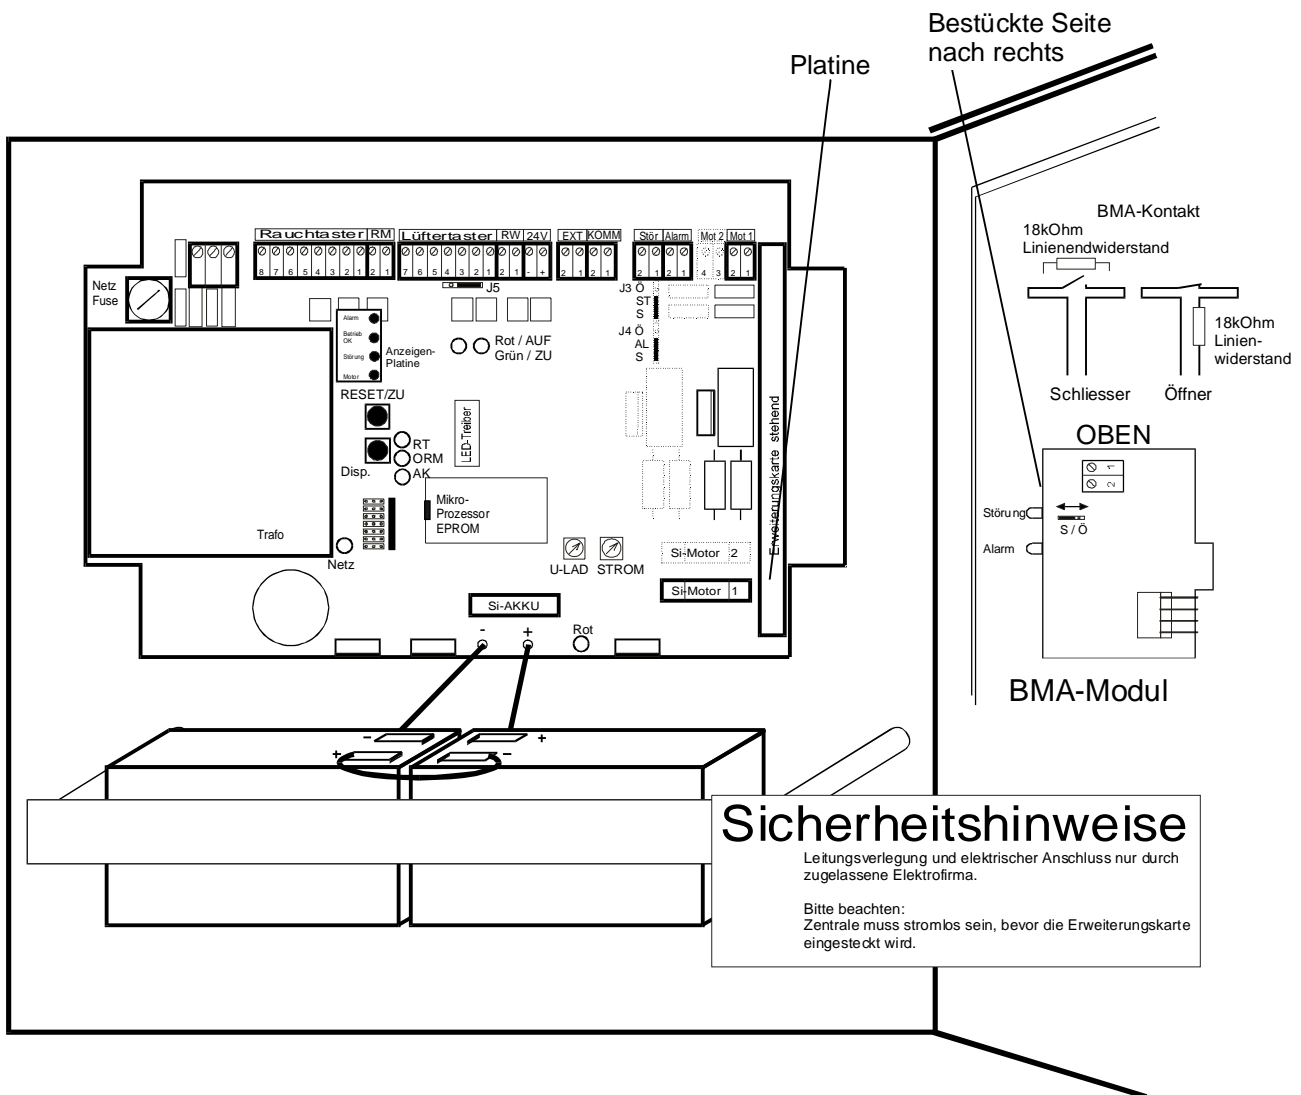 Bestückte Seite
nach rechts
Platine
BMA-Kontakt
18kOhm
Linienendwiderstand
18kOhm
Linien-
widerstand
Schliesser
Öffner
Rauchtaster RM
Lüftertaster RW 24V
EXT KOMM
Stör Alarm Mot 2 Mot 1
8 7 6 5 4 3 2 1 2 1
7 6 5 4 3 2 1 2 1 - +
2 1 2 1
2 1 2 1 4 3 2 1
Netz
Fuse
J5
J3 Ö
ST
S
J4 Ö
AL
S
Alarm
Betrieb
OK
Störung
Motor
Anzeigen-
Platine
Rot / AUF
Grün / ZU
RESET/ZU
RT
ORM
AK
Disp.
LED-Treiber
Mikro-
Prozessor
EPROM
Erweiterungskarte stehend
Trafo
Netz
U-LAD
STROM
Si-Motor 2
Si-Motor 1
Si-AKKU
- +
Rot
OBEN
1
2
Störung
S / Ö
Alarm
BMA-Modul
- +
+ -
Sicherheitshinweise
Leitungsverlegung und elektrischer Anschluss nur durch
zugelassene Elektrofirma.
Bitte beachten:
Zentrale muss stromlos sein, bevor die Erweiterungskarte
eingesteckt wird.